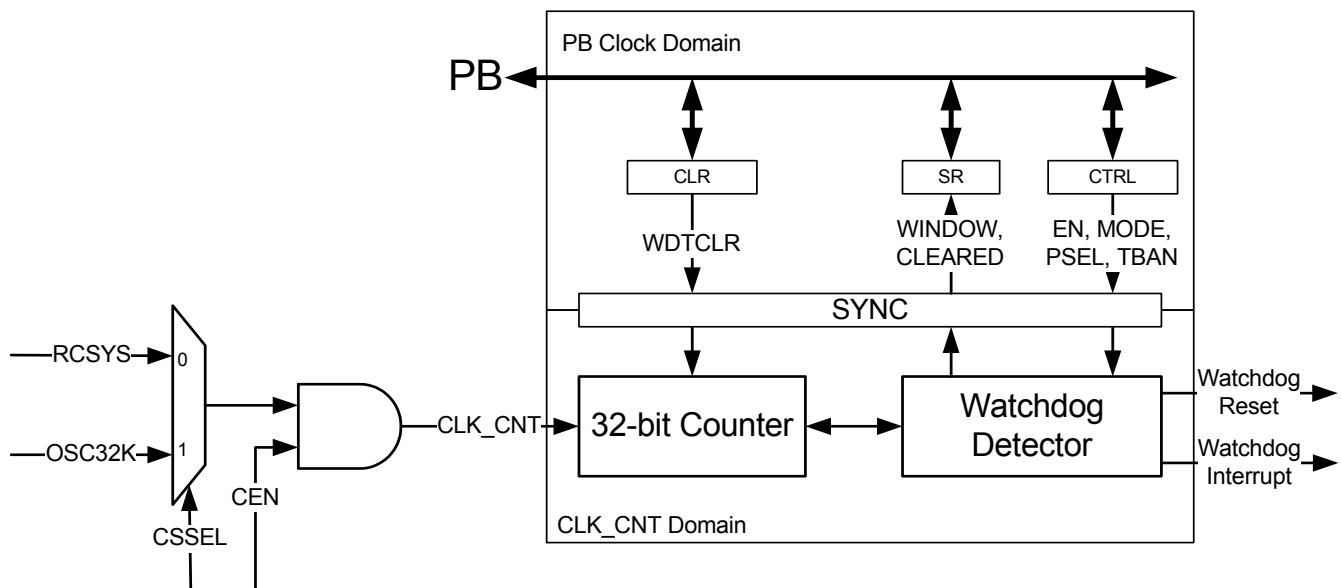 PB Clock Domain
PB
CLR
SR
CTRL
WDTCLR
WINDOW,
CLEARED
EN, MODE,
PSEL, TBAN
SYNC
RCSYS
0
OSC32K
1
CSSEL
CEN
CLK_CNT
32-bit Counter
Watchdog
Detector
Watchdog
Reset
Watchdog
Interrupt
CLK_CNT Domain